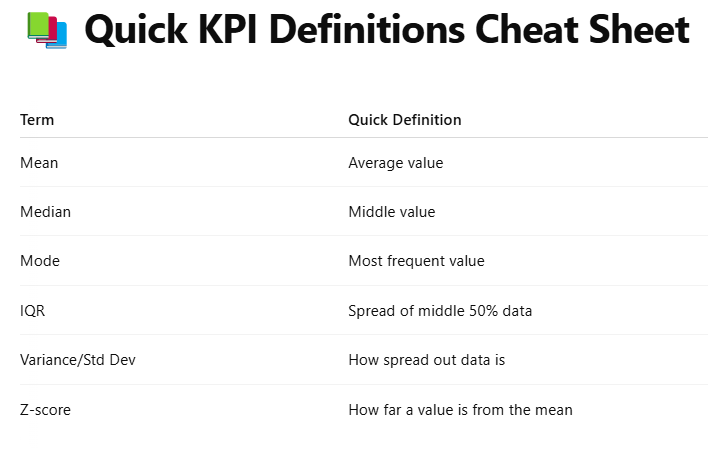 Quick KPI Definitions Cheat Sheet
Term Quick Definition
Mean Average value
Median Middle value
Mode Most frequent value
IQR Spread of middle 50% data
Variance/Std Dev How spread out data is
Z-score How far a value is from the mean